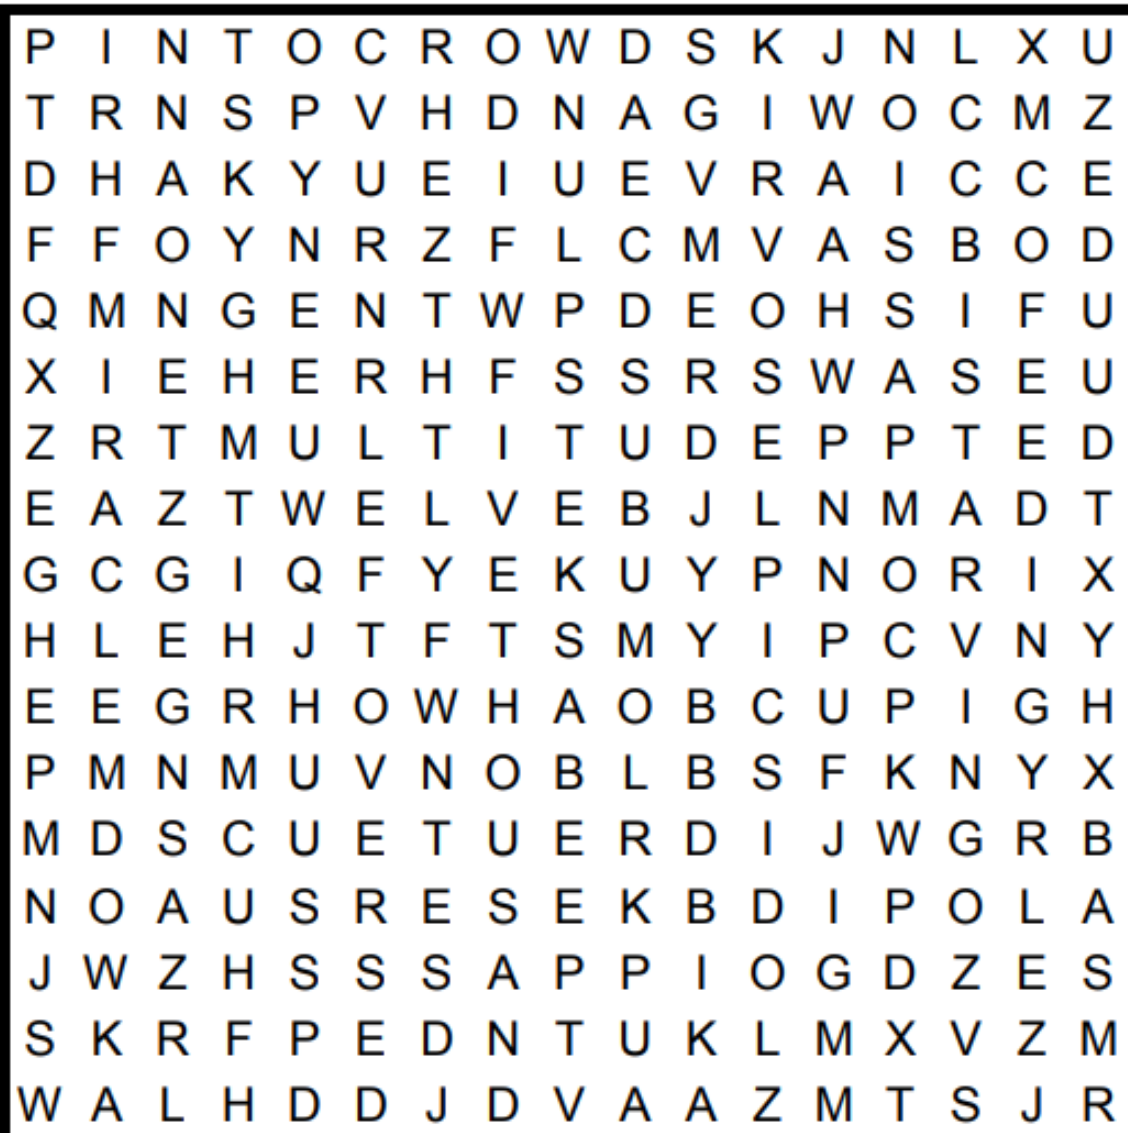 P I N T O C R O W D S K J N L X U
T R N S P V H D N A G I W O C M Z
D H A K Y U E I U E V R A I C C E
F F O Y N R Z F L C M V A S B O D
Q M N G E N T W P D E O H S I F U
X I E H E R H F S S R S W A S E U
Z R T M U L T I T U D E P P T E D
E A Z T W E L V E B J L N M A D T
G C G I Q F Y E K U Y P N O R I X
H L E H J T F T S M Y I P C V N Y
E E G R H O W H A O B C U P I G H
P M N M U V N O B L B S F K N Y X
M D S C U E T U E R D I J W G R B
N O A U S R E S E K B D I P O L A
J W Z H S S S A P P I O G D Z E S
S K R F P E D N T U K L M X V Z M
W A L H D D J D V A A Z M T S J R